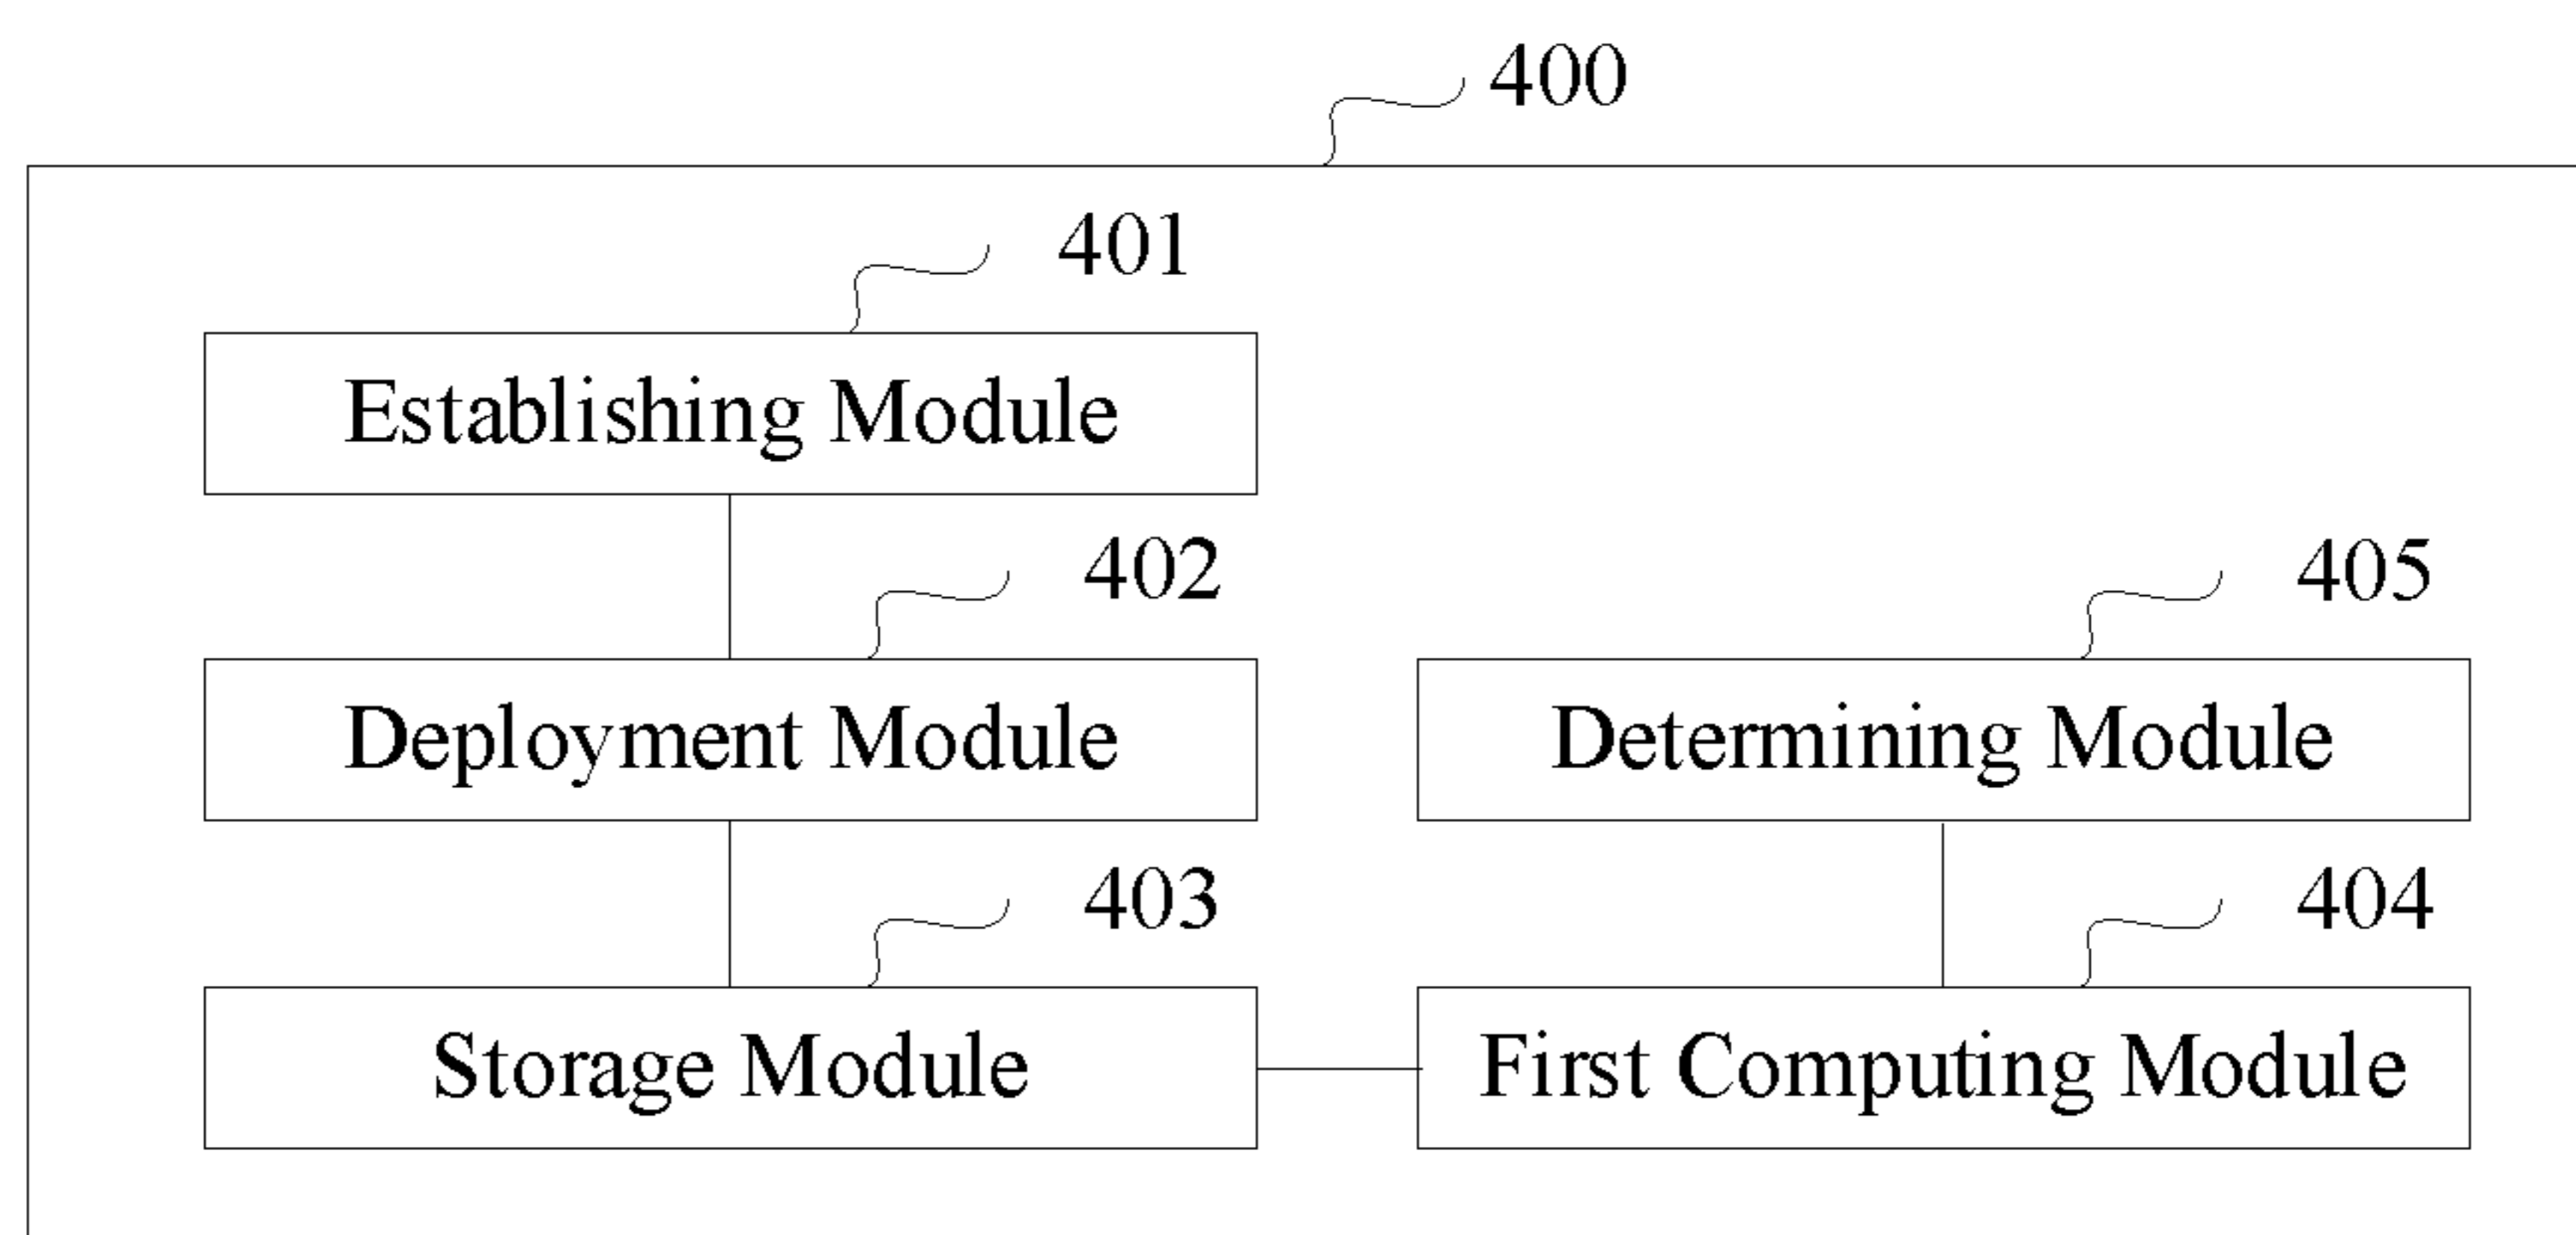 400
401
Establishing Module
402
405
Deployment Module
Determining Module
403
404
Storage Module
First Computing Module